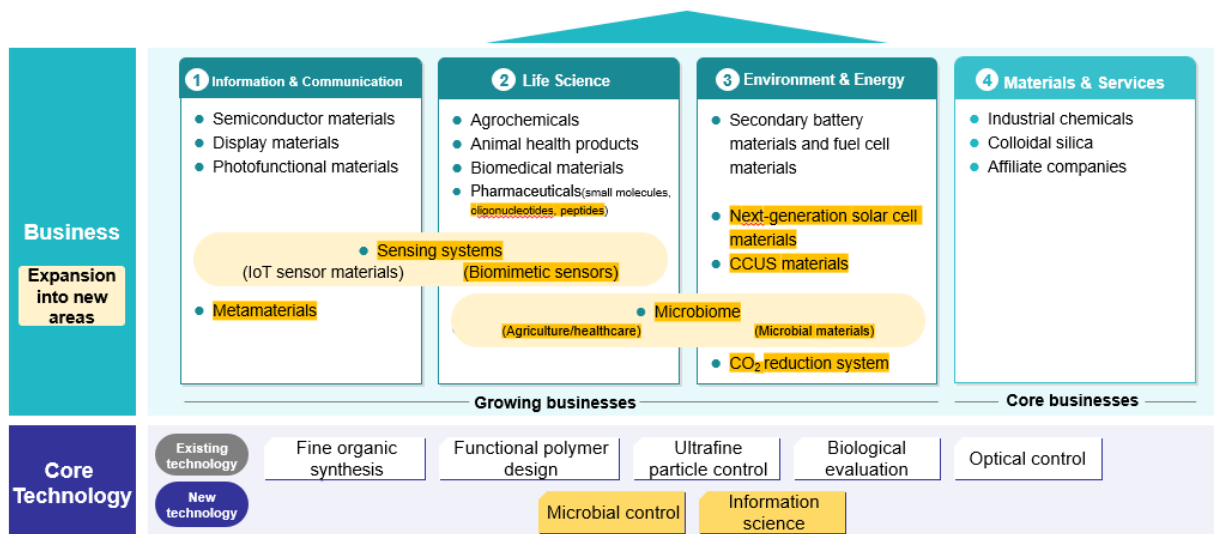 1 Information & Communication
Semiconductor materials
Display materials
Photofunctional materials
2 Life Science
Agrochemicals
Animal health products
Biomedical materials
Pharmaceuticals(small molecules,
oligonucleotides, peptides)
3 Environment & Energy
Secondary battery
materials and fuel cell
materials
Next-generation solar cell
materials
CCUS materials
4 Materials & Services
Industrial chemicals
Colloidal silica
Affiliate companies
Business
Expansion
into new
areas
Sensing systems
(IoT sensor materials) (Biomimetic sensors)
Metamaterials
Microbiome
(Agriculture/healthcare) (Microbial materials)
CO2 reduction system
Growing businesses
Core businesses
Core
Technology
Existing
technology
Fine organic
synthesis
Functional polymer
design
Ultrafine
particle control
Biological
evaluation
Optical control
New
technology
Microbial control
Information
science